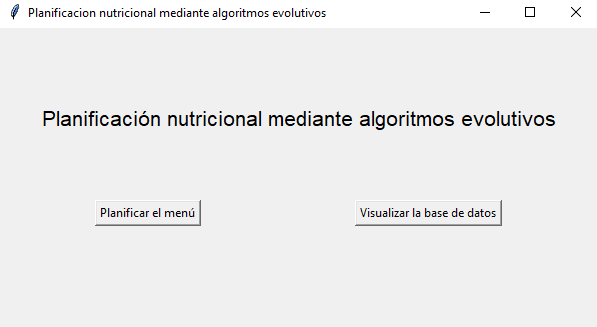 Planificacion nutricional mediante algoritmos evolutivos
Planificación nutricional mediante algoritmos evolutivos
Planificar el menú
Visualizar la base de datos